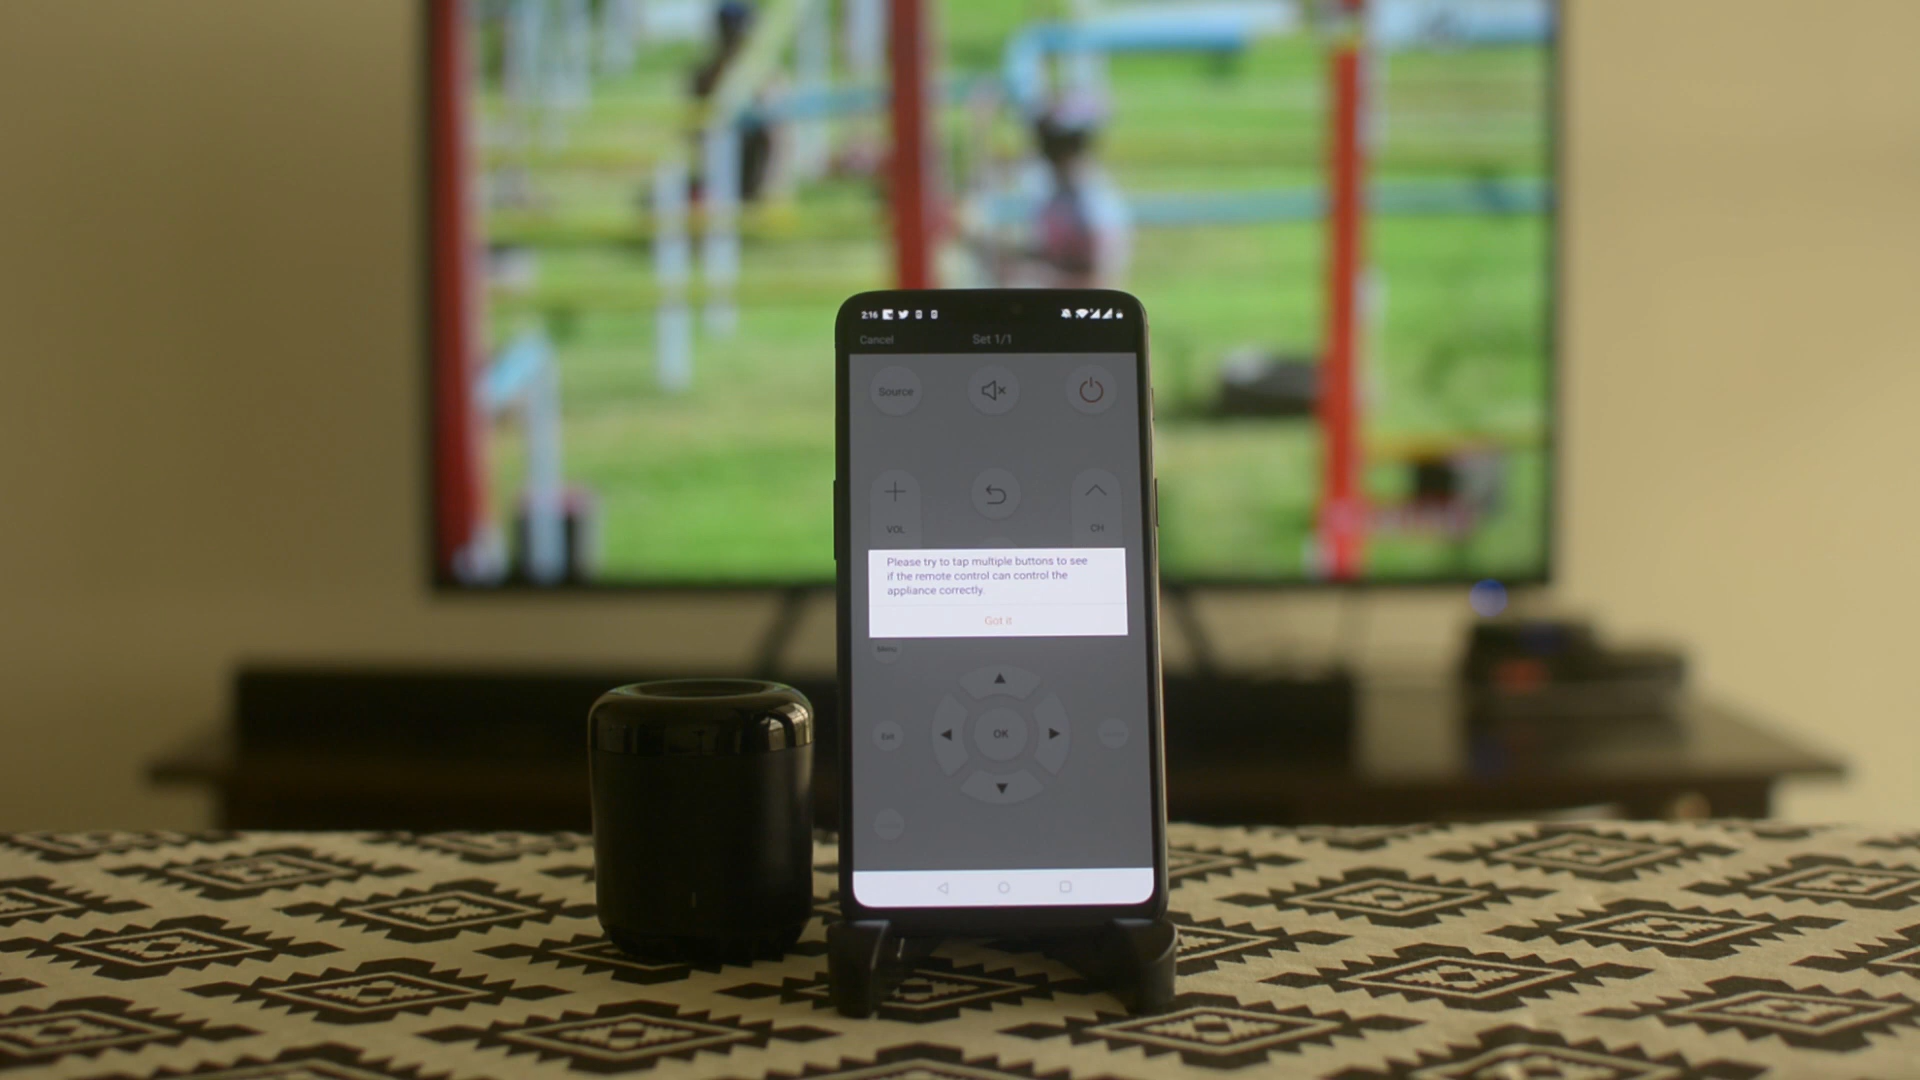 2:16
Cancel Set 1/1
Source
VOL CH
Please try to tap multiple buttons to see
if the remote control can control the
appliance correctly.
Got it
Menu
Exit OK